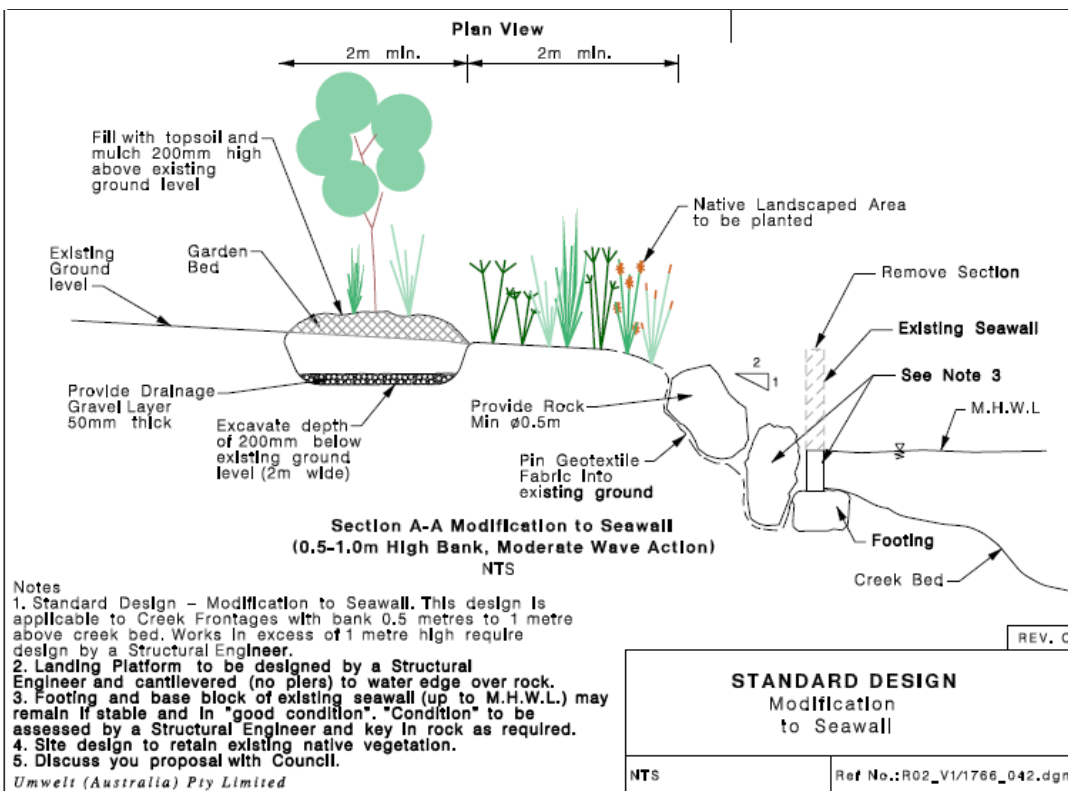 Plan View
2m min.
2m min.
Fill with topsoil and
mulch 200mm high
above existing
ground level
Native Landscaped Area
to be planted
Existing
Ground
level
Garden
Bed
Remove Section
Existing Seawall
See Note 3
M.H.W.L
2
1
Provide Drainage
Gravel Layer
50mm thick
Excavate depth
of 200mm below
existing ground
level (2m wide)
Provide Rock
Min ø0.5m
Pin Geotextile
Fabric into
existing ground
Footing
Creek Bed
Section A-A Modification to Seawall
(0.5-1.0m High Bank, Moderate Wave Action)
NTS
Notes
1. Standard Design - Modification to Seawall. This design is
applicable to Creek Frontages with bank 0.5 metres to 1 metre
above creek bed. Works in excess of 1 metre high require
design by a Structural Engineer.
2. Landing Platform to be designed by a Structural
Engineer and cantilevered (no piers) to water edge over rock.
3. Footing and base block of existing seawall (up to M.H.W.L.) may
remain if stable and in "good condition". "Condition" to be
assessed by a Structural Engineer and key in rock as required.
4. Site design to retain existing native vegetation.
5. Discuss you proposal with Council.
Umwelt (Australia) Pty Limited
REV. C
STANDARD DESIGN
Modification
to Seawall
NTS
Ref No.:R02_V1/1766_042.dgn